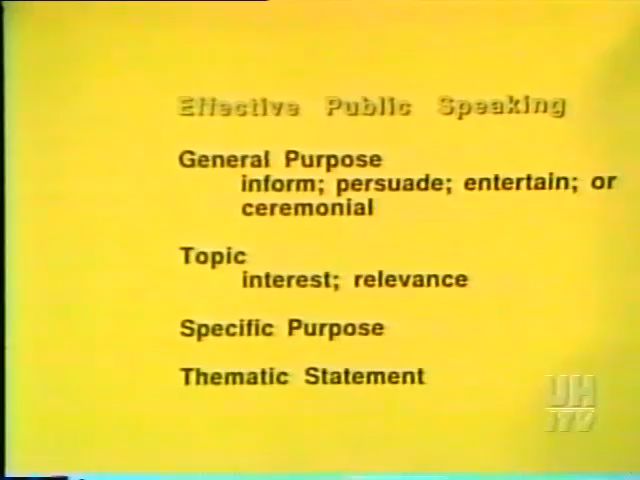 Effective Public Speaking
General Purpose
inform; persuade; entertain; or
ceremonial
Topic
interest; relevance
Specific Purpose
Thematic Statement
UH
ITV